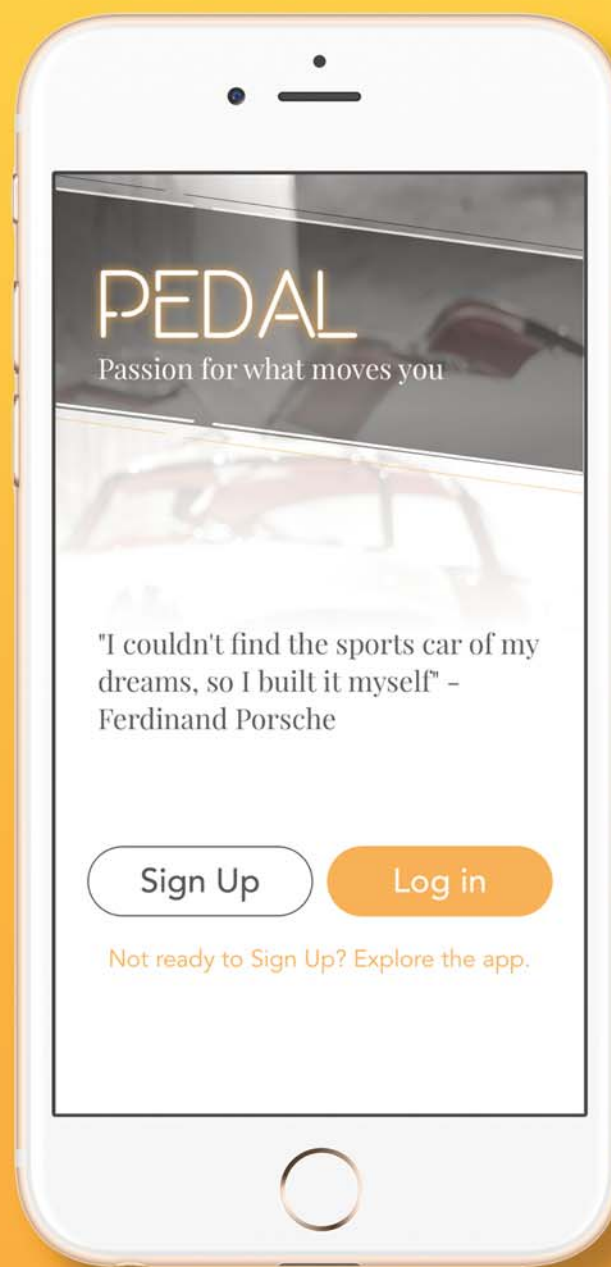 PEDAL
Passion for what moves you
"I couldn't find the sports car of my
dreams, so I built it myself" -
Ferdinand Porsche
Sign Up
Log in
Not ready to Sign Up? Explore the app.